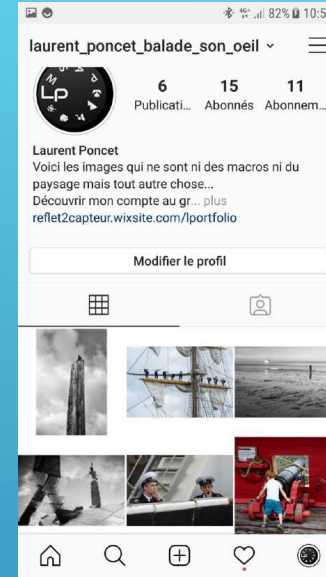 82% 10:5
laurent_poncet_balade_son_oeil
LP
6 15 11
Publicati... Abonnés Abonnem...
Laurent Poncet
Voici les images qui ne sont ni des macros ni du
paysage mais tout autre chose...
Découvrir mon compte au gr... plus
reflet2capteur.wixsite.com/lportfolio
Modifier le profil